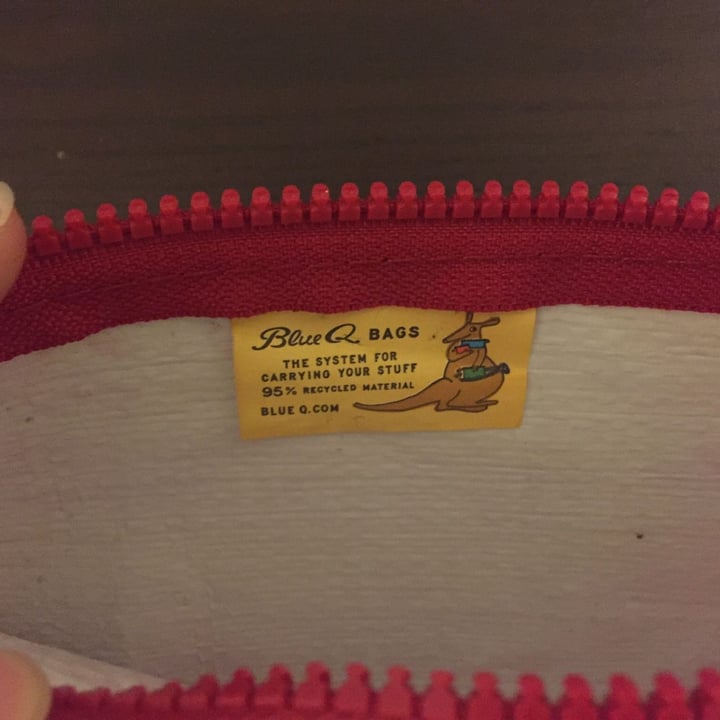 Blue Q BAGS
THE SYSTEM FOR
CARRYING YOUR STUFF
95% RECYCLED MATERIAL
BLUE Q.COM